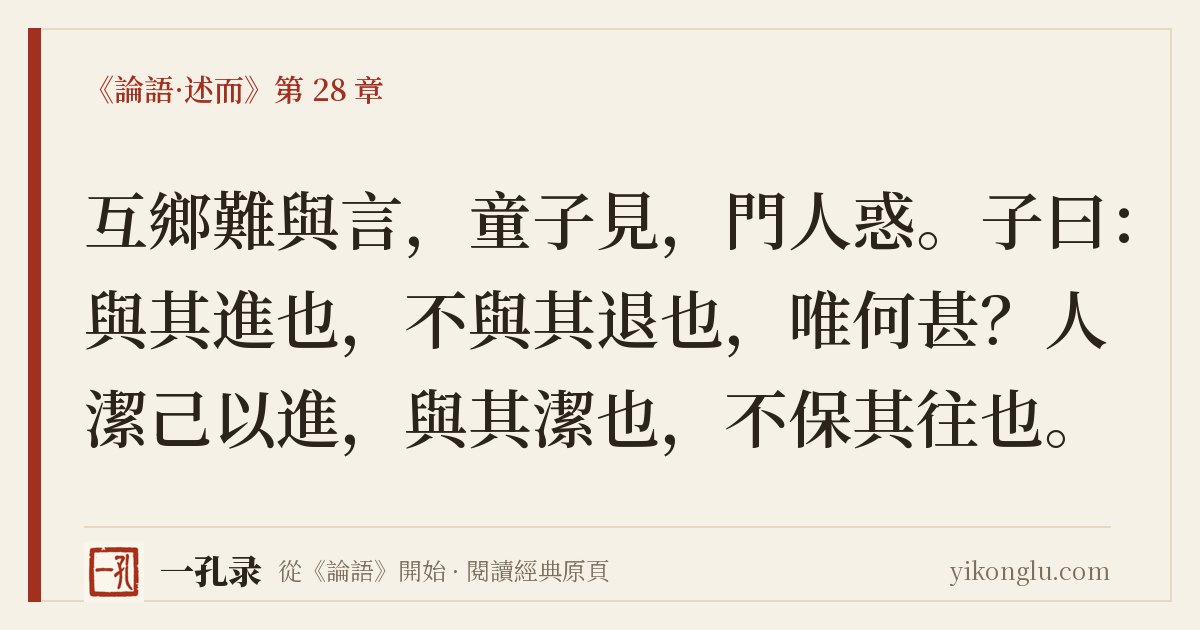 《論語·述而》第 28 章
互鄉難與言，童子見，門人惑。子曰：
與其進也，不與其退也，唯何甚？人
潔己以進，與其潔也，不保其往也。
一孔
一孔录 從《論語》開始 · 閱讀經典原頁
yikonglu.com